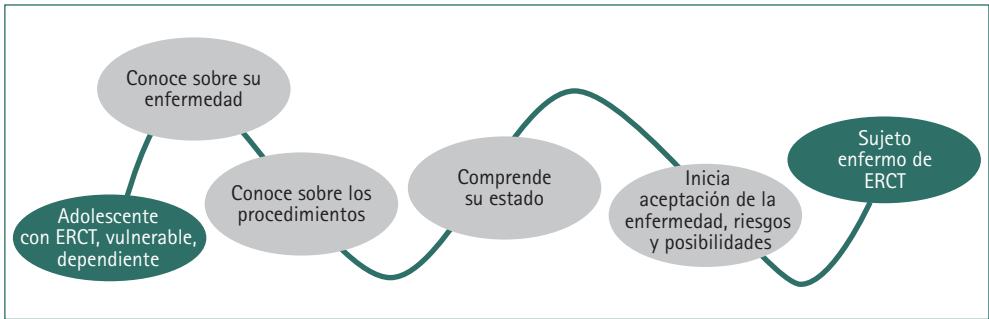 Adolescente
con ERCT, vulnerable,
dependiente
Conoce sobre su
enfermedad
Conoce sobre los
procedimientos
Comprende
su estado
Inicia
aceptación de la
enfermedad, riesgos
y posibilidades
Sujeto
enfermo de
ERCT